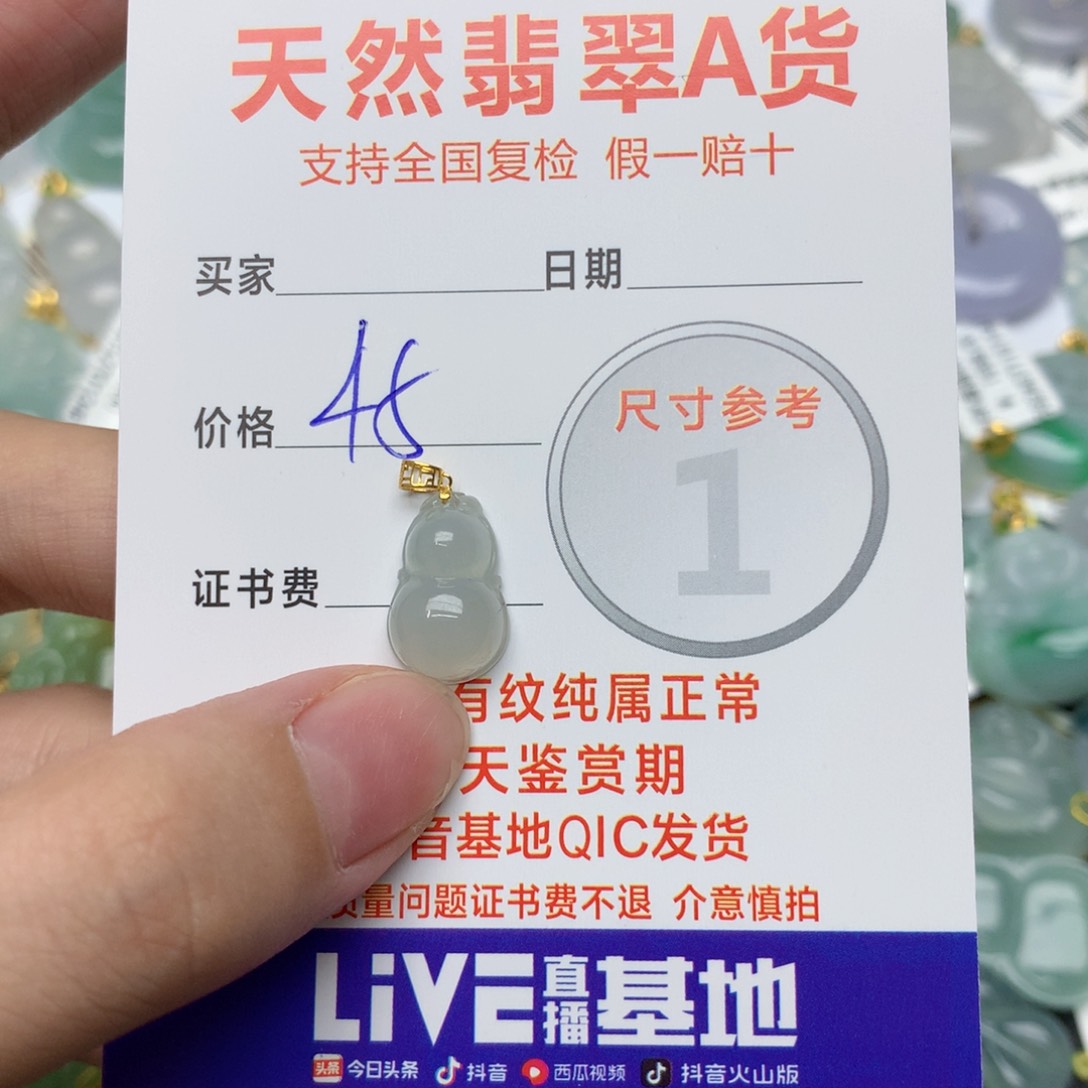 天然翡翠A货
支持全国复检 假一赔十
买家 日期
价格 45
尺寸参考
1
证书费
有纹纯属正常
天鉴赏期
音基地QIC发货
质量问题证书费不退 介意慎拍
LiVE直播基地
头条 今日头条 抖音 西瓜视频 抖音火山版